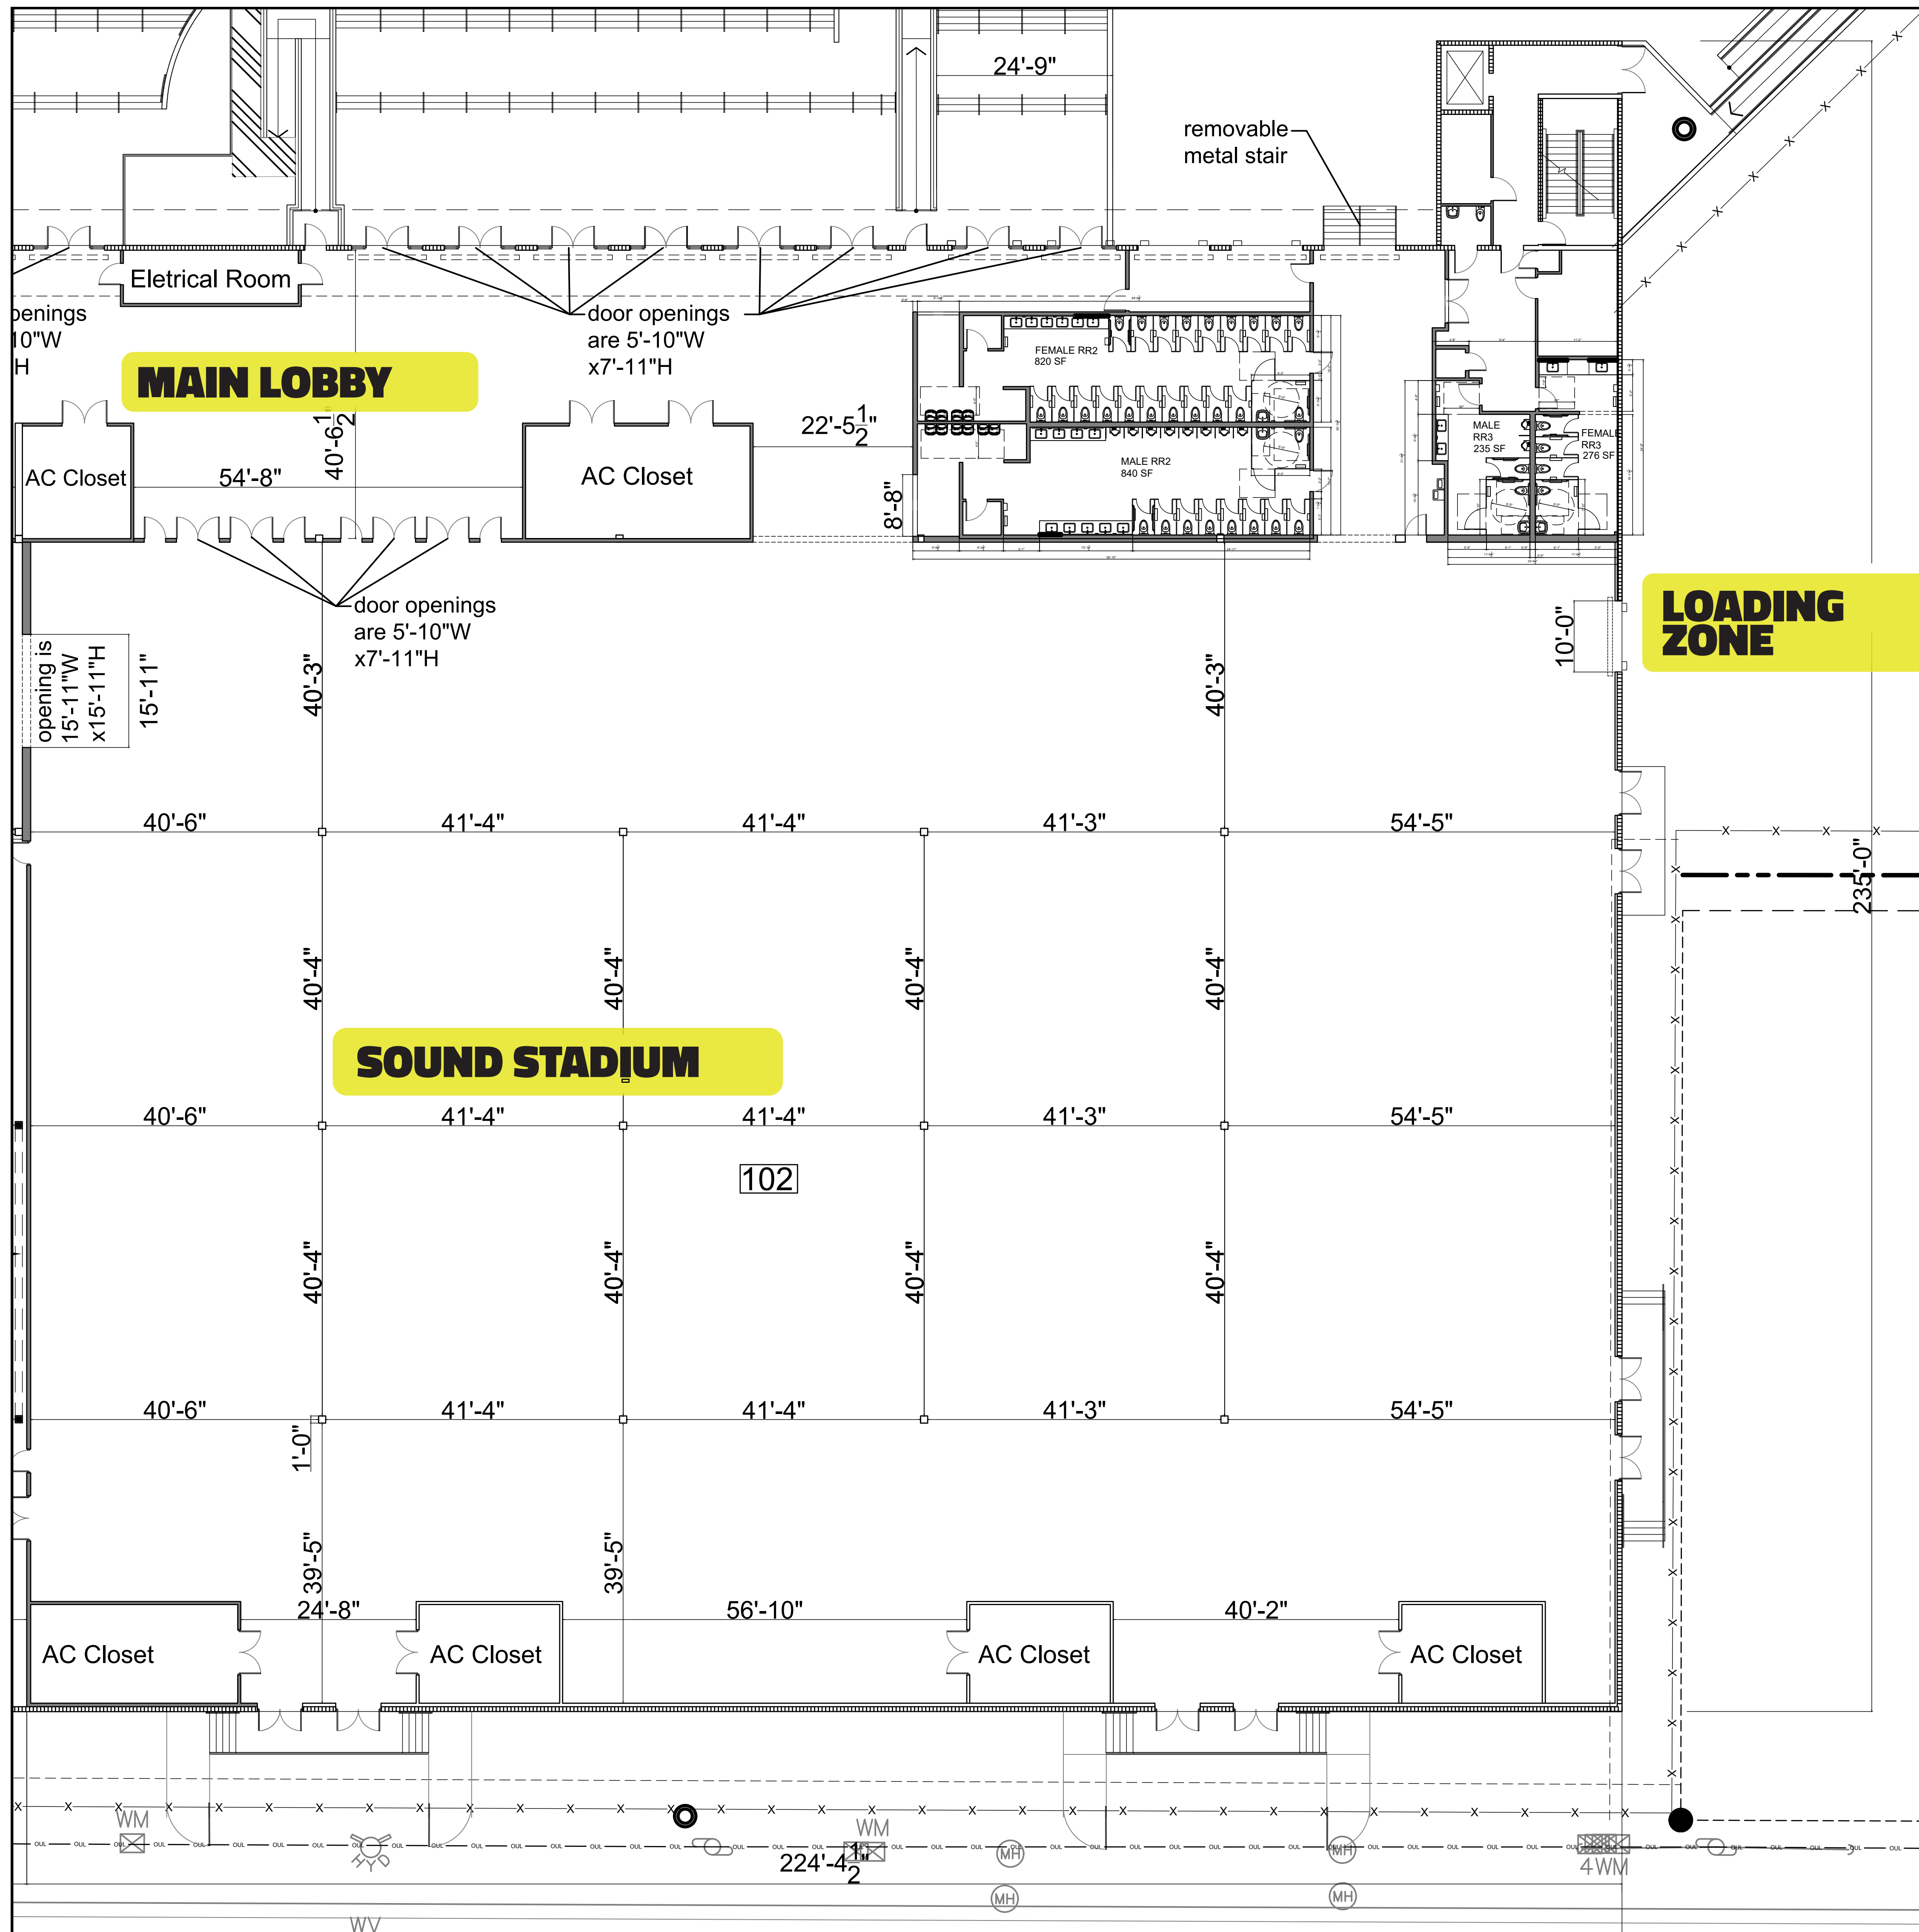 24'-9"
removable
metal stair
Eletrical Room
penings
10"W
H
door openings
are 5'-10"W
x7'-11"H
MAIN LOBBY
FEMALE RR2
820 SF
MALE RR2
840 SF
MALE
RR3
235 SF
FEMALE
RR3
276 SF
22'-5 1/2"
40'-6 1/2
8'-8"
AC Closet
54'-8"
AC Closet
door openings
are 5'-10"W
x7'-11"H
LOADING
ZONE
10'-0"
opening is
15'-11"W
x15'-11"H
15'-11"
40'-3"
40'-3"
40'-6"
41'-4"
41'-4"
41'-3"
54'-5"
235'-0"
40'-4"
40'-4"
40'-4"
40'-4"
SOUND STADIUM
40'-6"
41'-4"
41'-4"
41'-3"
54'-5"
102
40'-4"
40'-4"
40'-4"
40'-4"
40'-6"
41'-4"
41'-4"
41'-3"
54'-5"
1'-0"
39'-5"
39'-5"
24'-8"
56'-10"
40'-2"
AC Closet
AC Closet
AC Closet
AC Closet
WM
HYD
WM
MH
MH
4WM
224'-4 1/2"
MH
MH
WV